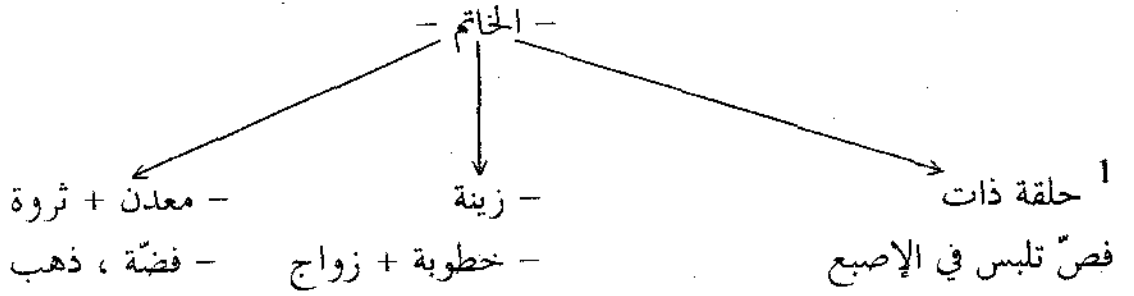 - الخاتم -
1 حلقة ذات - زينة - معدن + ثروة
فصّ تلبس في الإصبع - خطوبة + زواج - فضّة ، ذهب